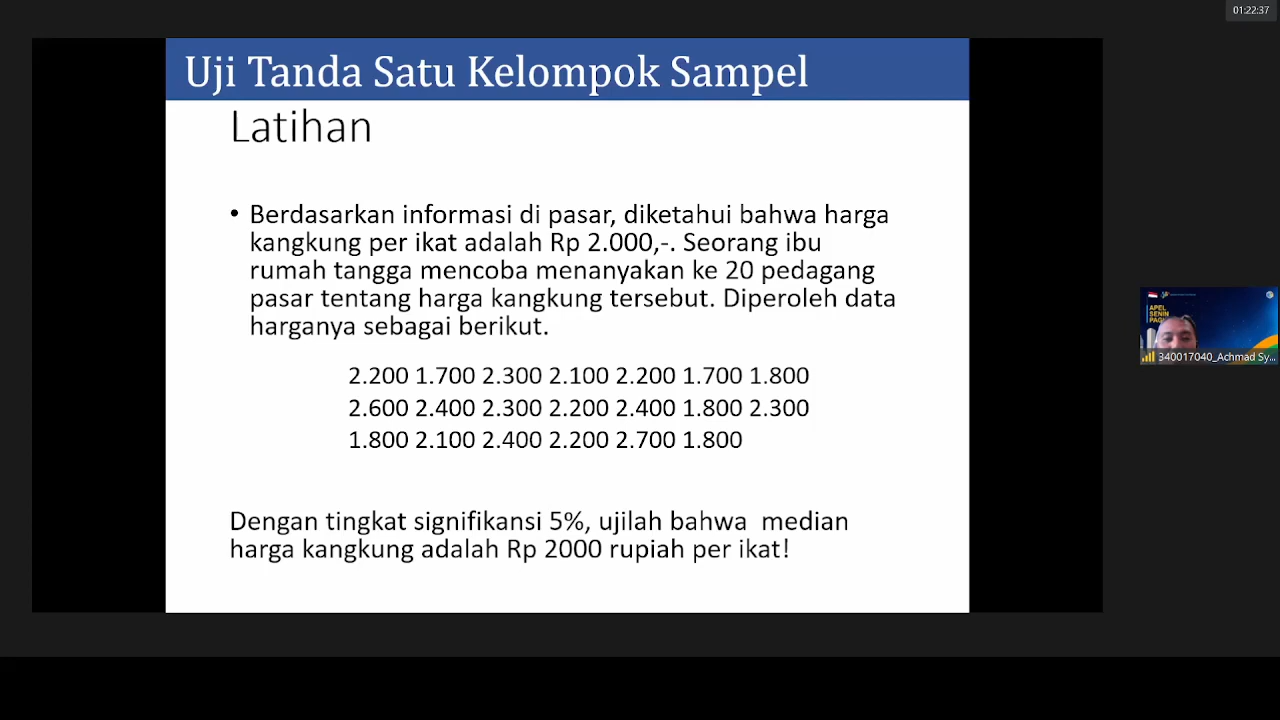 01:22:37
Uji Tanda Satu Kelompok Sampel
Latihan
• Berdasarkan informasi di pasar, diketahui bahwa harga
kangkung per ikat adalah Rp 2.000,-. Seorang ibu
rumah tangga mencoba menanyakan ke 20 pedagang
pasar tentang harga kangkung tersebut. Diperoleh data
harganya sebagai berikut.
2.200 1.700 2.300 2.100 2.200 1.700 1.800
2.600 2.400 2.300 2.200 2.400 1.800 2.300
1.800 2.100 2.400 2.200 2.700 1.800
Dengan tingkat signifikansi 5%, ujilah bahwa  median
harga kangkung adalah Rp 2000 rupiah per ikat!
APEL
SENIN
340017040_Achmad Sy...